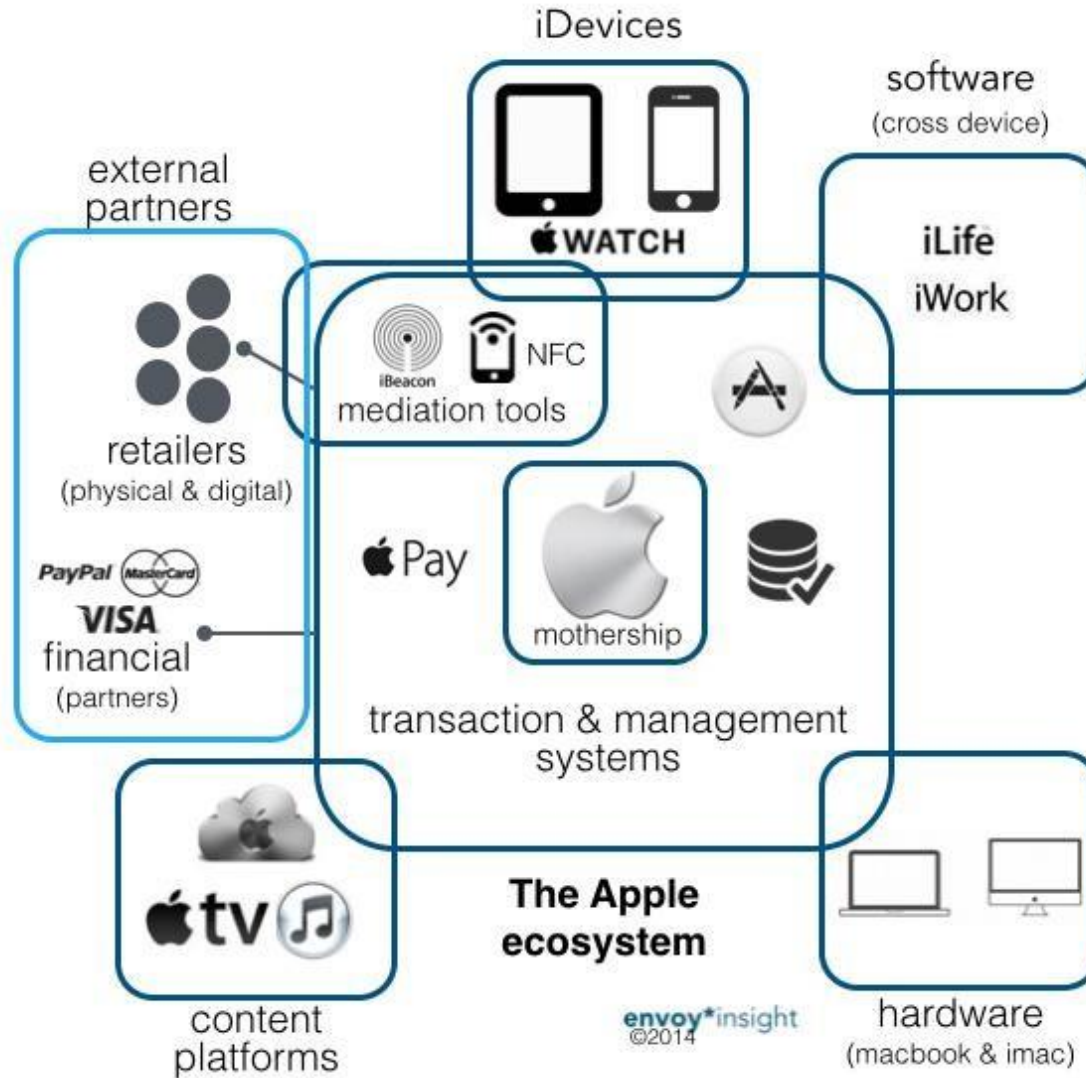 iDevices
WATCH
software
(cross device)
iLife
iWork
external
partners
retailers
(physical & digital)
PayPal MasterCard
VISA
financial
(partners)
iBeacon
NFC
mediation tools
Pay
mothership
transaction & management
systems
tv
content
platforms
The Apple
ecosystem
envoy*insight
©2014
hardware
(macbook & imac)